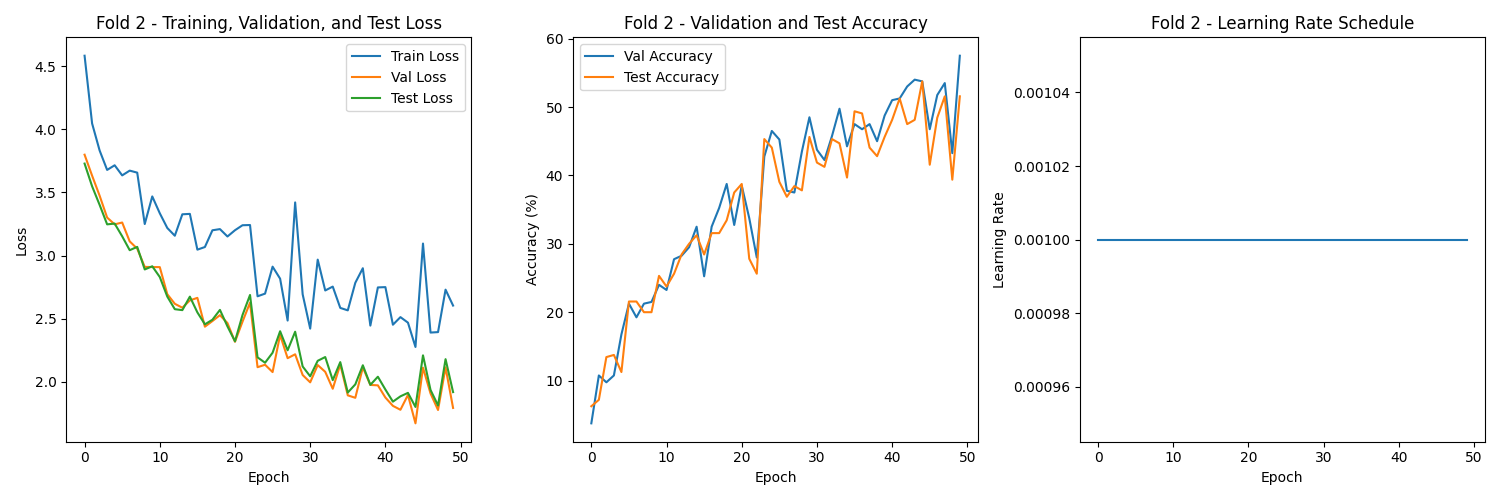 Fold 2 - Training, Validation, and Test Loss
Loss
4.5
4.0
3.5
3.0
2.5
2.0
Train Loss
Val Loss
Test Loss
0 10 20 30 40 50
Epoch
Fold 2 - Validation and Test Accuracy
Accuracy (%)
60
50
40
30
20
10
Val Accuracy
Test Accuracy
0 10 20 30 40 50
Epoch
Fold 2 - Learning Rate Schedule
Learning Rate
0.00104
0.00102
0.00100
0.00098
0.00096
0 10 20 30 40 50
Epoch